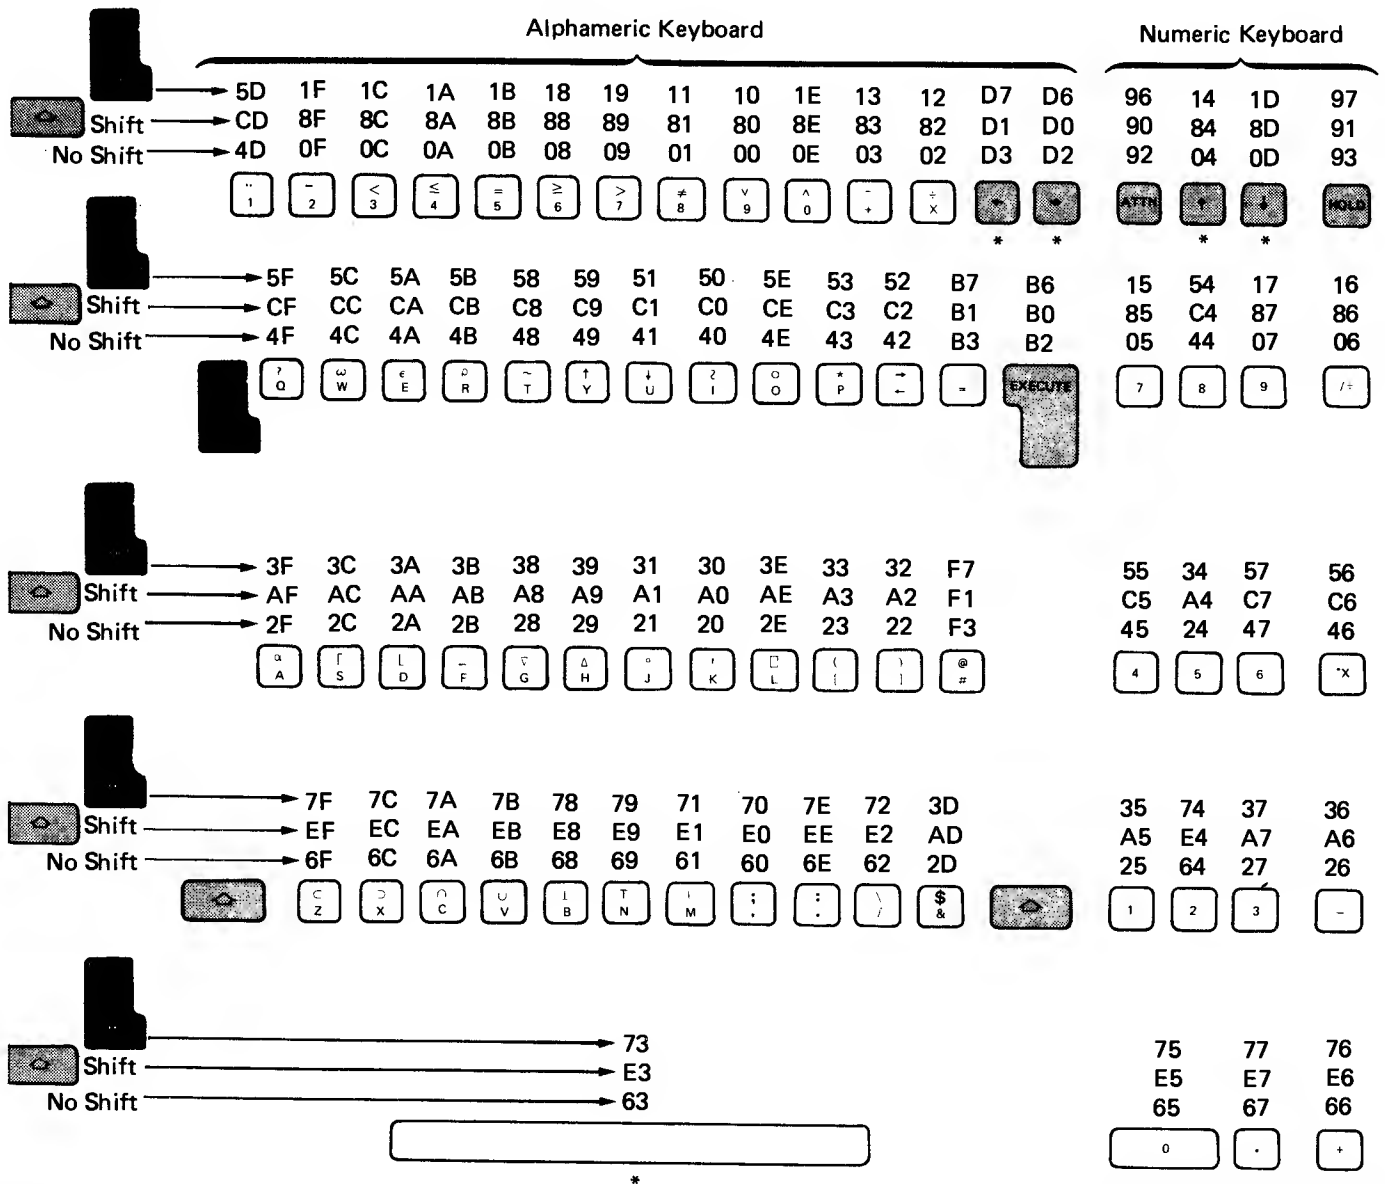 Alphameric Keyboard Numeric Keyboard
5D 1F 1C 1A 1B 18 19 11 10 1E 13 12 D7 D6 96 14 1D 97
Shift CD 8F 8C 8A 8B 88 89 81 80 8E 83 82 D1 D0 90 84 8D 91
No Shift 4D 0F 0C 0A 0B 08 09 01 00 0E 03 02 D3 D2 92 04 0D 93
¨ ¯ < ≤ = ≥ > ≠ ∨ ∧ - ÷ ← → ATTN ↑ ↓ HOLD
1 2 3 4 5 6 7 8 9 0 + X
* * * *
5F 5C 5A 5B 58 59 51 50 5E 53 52 B7 B6 15 54 17 16
Shift CF CC CA CB C8 C9 C1 C0 CE C3 C2 B1 B0 85 C4 87 86
No Shift 4F 4C 4A 4B 48 49 41 40 4E 43 42 B3 B2 05 44 07 06
? ω ϵ ρ ~ ↑ ↓ ○ * → EXECUTE
Q W E R T Y U I O P ← = 7 8 9 /÷
3F 3C 3A 3B 38 39 31 30 3E 33 32 F7 55 34 57 56
Shift AF AC AA AB A8 A9 A1 A0 AE A3 A2 F1 C5 A4 C7 C6
No Shift 2F 2C 2A 2B 28 29 21 20 2E 23 22 F3 45 24 47 46
α ⌈ ⌊ _ ∇ ∆ ∘ ' ⎕ ( ) @
A S D F G H J K L [ ] # 4 5 6 *X
7F 7C 7A 7B 78 79 71 70 7E 72 3D 35 74 37 36
Shift EF EC EA EB E8 E9 E1 E0 EE E2 AD A5 E4 A7 A6
No Shift 6F 6C 6A 6B 68 69 61 60 6E 62 2D 25 64 27 26
⊂ ⊃ ∩ ∪ ⊥ ⊤ | ; : \ $
Z X C V B N M , . / & 1 2 3 −
73 75 77 76
Shift E3 E5 E7 E6
No Shift 63 65 67 66
0 . +
*